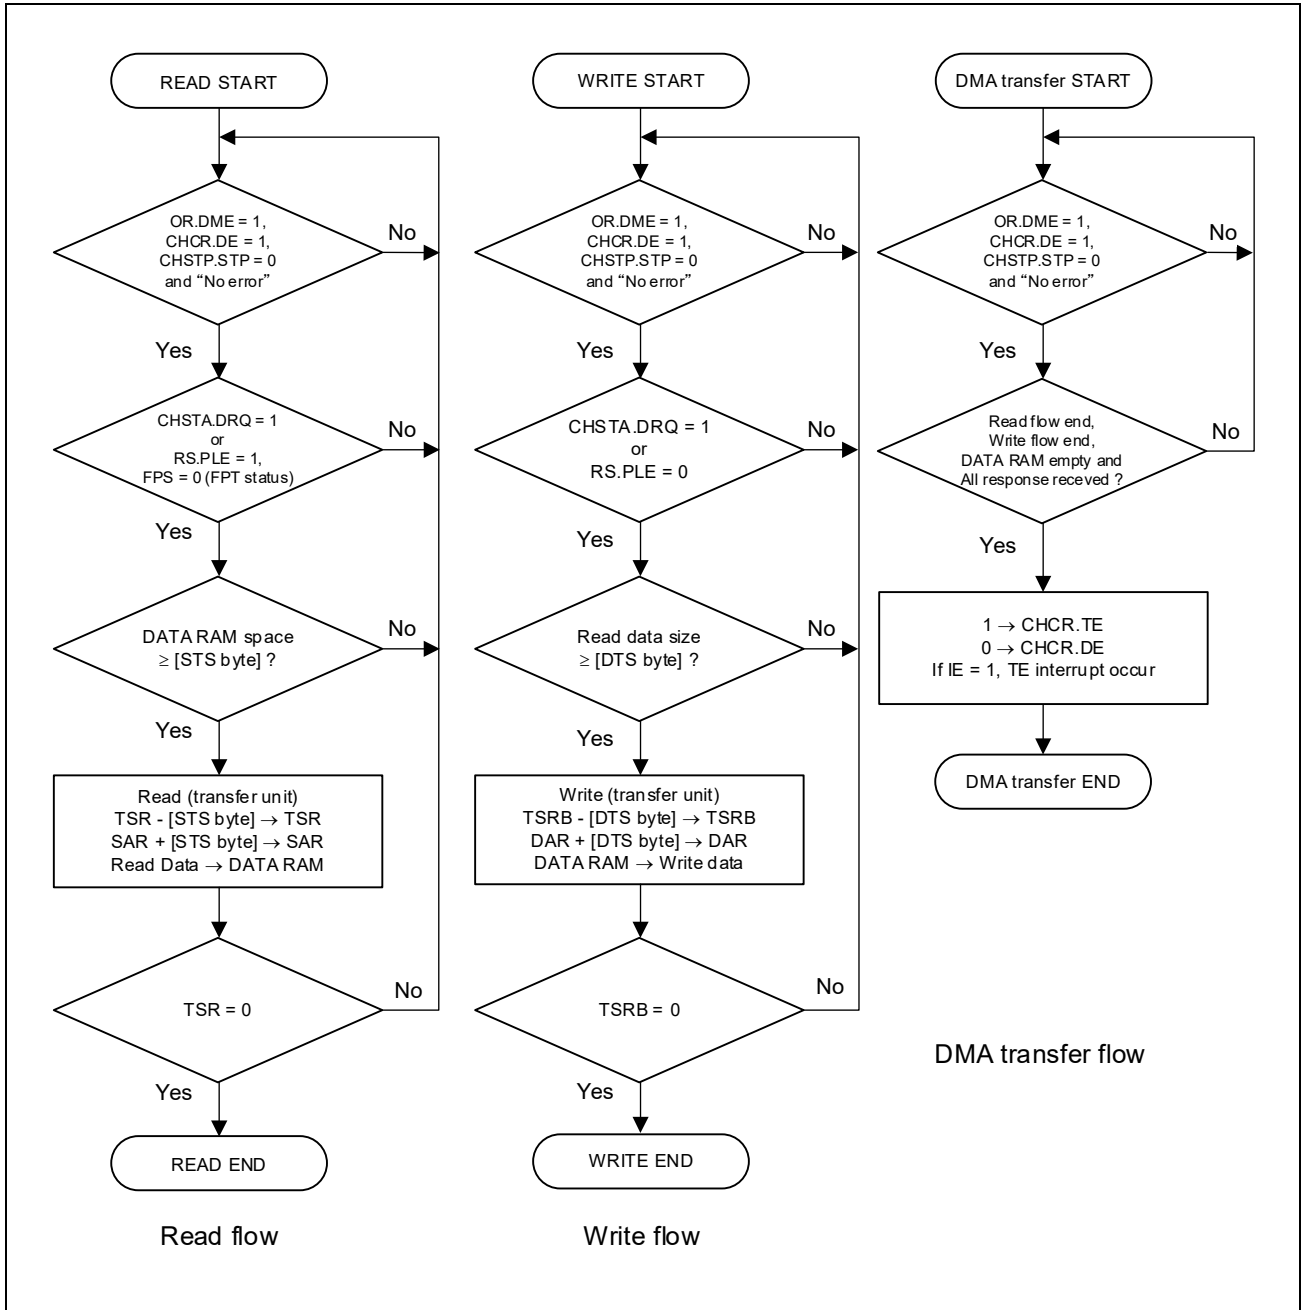 READ START
OR.DME = 1,
CHCR.DE = 1,
CHSTP.STP = 0
and “No error”
No
Yes
CHSTA.DRQ = 1
or
RS.PLE = 1,
FPS = 0 (FPT status)
No
Yes
DATA RAM space
≥ [STS byte] ?
No
Yes
Read (transfer unit)
TSR - [STS byte] → TSR
SAR + [STS byte] → SAR
Read Data → DATA RAM
TSR = 0
No
Yes
READ END
Read flow
WRITE START
OR.DME = 1,
CHCR.DE = 1,
CHSTP.STP = 0
and “No error”
No
Yes
CHSTA.DRQ = 1
or
RS.PLE = 0
No
Yes
Read data size
≥ [DTS byte] ?
No
Yes
Write (transfer unit)
TSRB - [DTS byte] → TSRB
DAR + [DTS byte] → DAR
DATA RAM → Write data
TSRB = 0
No
Yes
WRITE END
Write flow
DMA transfer START
OR.DME = 1,
CHCR.DE = 1,
CHSTP.STP = 0
and “No error”
No
Yes
Read flow end,
Write flow end,
DATA RAM empty and
All response receved ?
No
Yes
1 → CHCR.TE
0 → CHCR.DE
If IE = 1, TE interrupt occur
DMA transfer END
DMA transfer flow